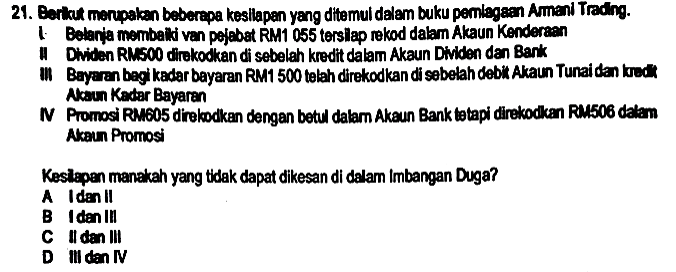 21. Berikut merupakan beberapa kesilapan yang ditemui dalam buku perniagaan Armani Trading.
I Belanja membaiki van pejabat RM1 055 tersilap rekod dalam Akaun Kenderaan
II Dividen RM500 direkodkan di sebelah kredit dalam Akaun Dividen dan Bank
III Bayaran bagi kadar bayaran RM1 500 telah direkodkan di sebelah debit Akaun Tunai dan kredit
Akaun Kadar Bayaran
IV Promosi RM605 direkodkan dengan betul dalam Akaun Bank tetapi direkodkan RM506 dalam
Akaun Promosi
Kesilapan manakah yang tidak dapat dikesan di dalam Imbangan Duga?
A I dan II
B I dan III
C II dan III
D III dan IV